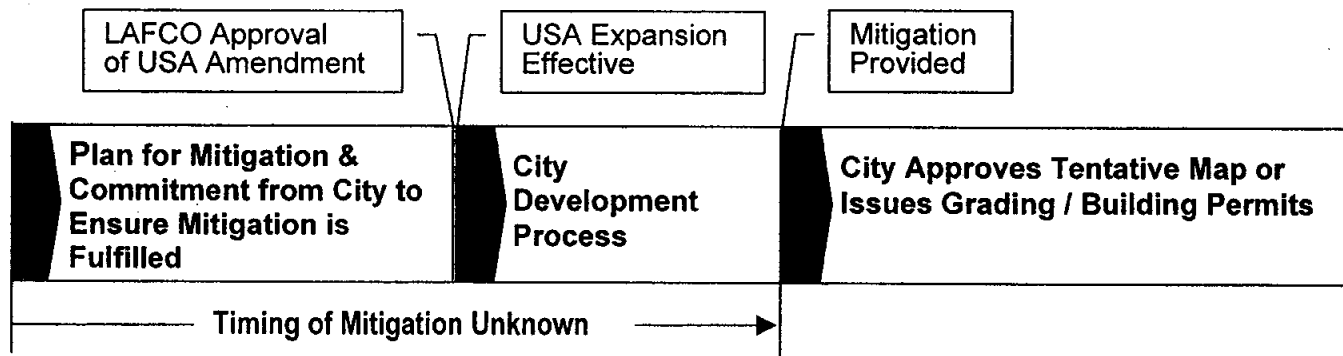 LAFCO Approval
of USA Amendment
USA Expansion
Effective
Mitigation
Provided
Plan for Mitigation &
Commitment from City to
Ensure Mitigation is
Fulfilled
City
Development
Process
City Approves Tentative Map or
Issues Grading / Building Permits
Timing of Mitigation Unknown